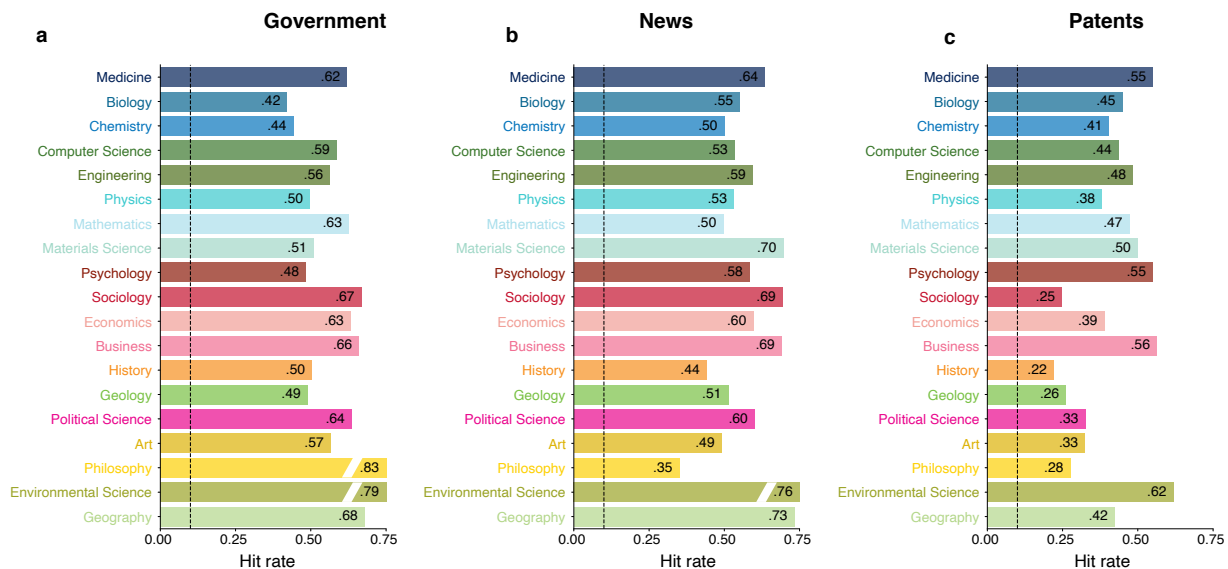 Government
a
Medicine .62
Biology .42
Chemistry .44
Computer Science .59
Engineering .56
Physics .50
Mathematics .63
Materials Science .51
Psychology .48
Sociology .67
Economics .63
Business .66
History .50
Geology .49
Political Science .64
Art .57
Philosophy .83
Environmental Science .79
Geography .68
0.00 0.25 0.50 0.75
Hit rate
News
b
Medicine .64
Biology .55
Chemistry .50
Computer Science .53
Engineering .59
Physics .53
Mathematics .50
Materials Science .70
Psychology .58
Sociology .69
Economics .60
Business .69
History .44
Geology .51
Political Science .60
Art .49
Philosophy .35
Environmental Science .76
Geography .73
0.00 0.25 0.50 0.75
Hit rate
Patents
c
Medicine .55
Biology .45
Chemistry .41
Computer Science .44
Engineering .48
Physics .38
Mathematics .47
Materials Science .50
Psychology .55
Sociology .25
Economics .39
Business .56
History .22
Geology .26
Political Science .33
Art .33
Philosophy .28
Environmental Science .62
Geography .42
0.00 0.25 0.50 0.75
Hit rate